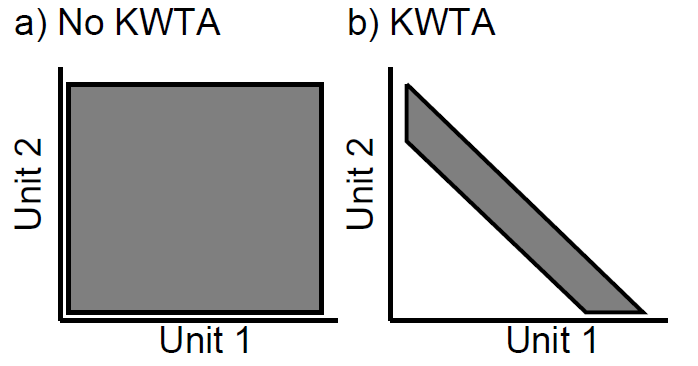 a) No KWTA
b) KWTA
Unit 2
Unit 1
Unit 2
Unit 1